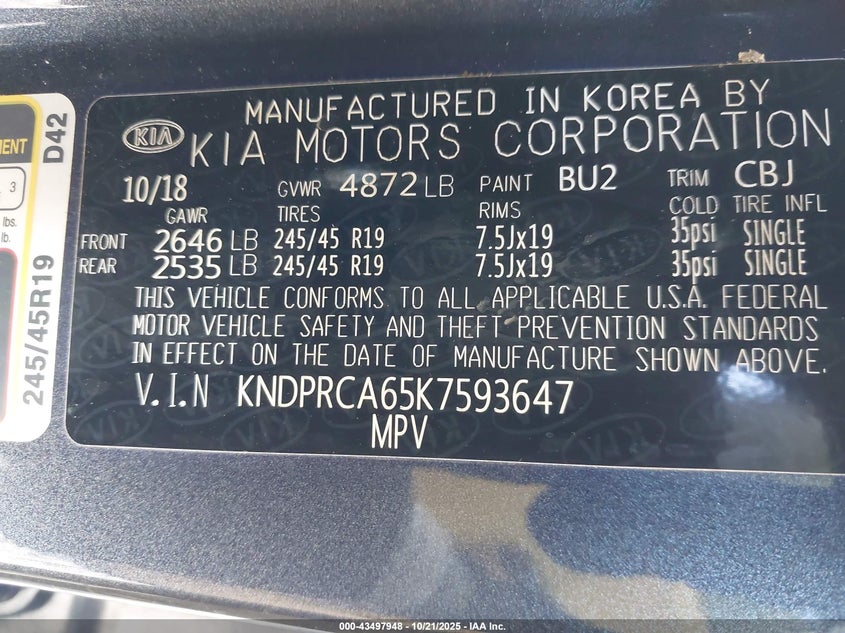 MANUFACTURED IN KOREA BY
KIA KIA MOTORS CORPORATION
10/18 GVWR 4872 LB PAINT BU2 TRIM CBJ
GAWR TIRES RIMS COLD TIRE INFL
FRONT 2646 LB 245/45 R19 7.5Jx19 35psi SINGLE
REAR 2535 LB 245/45 R19 7.5Jx19 35psi SINGLE
THIS VEHICLE CONFORMS TO ALL APPLICABLE U.S.A. FEDERAL
MOTOR VEHICLE SAFETY AND THEFT PREVENTION STANDARDS
IN EFFECT ON THE DATE OF MANUFACTURE SHOWN ABOVE.
V.I.N KNDPRCA65K7593647
MPV
D42
245/45R19
3
lbs.
lb.
000-43497948 - 10/21/2025 - IAA Inc.